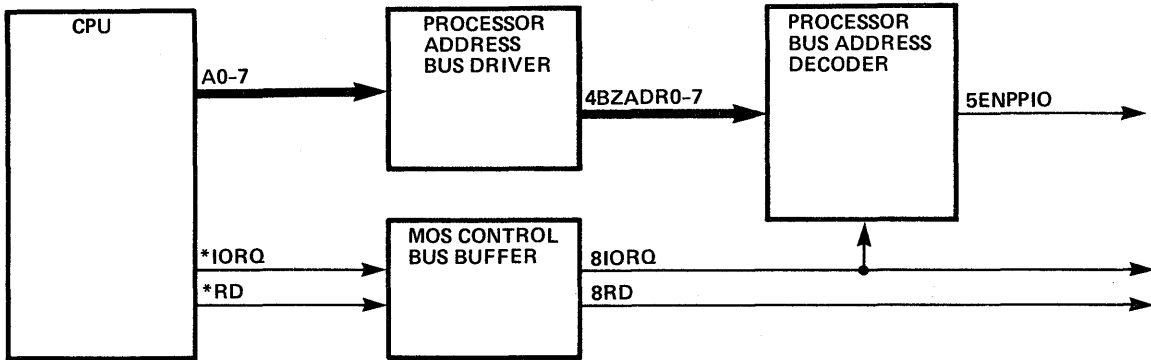 CPU
PROCESSOR
ADDRESS
BUS DRIVER
PROCESSOR
BUS ADDRESS
DECODER
A0-7
4BZADR0-7
5ENPPIO
MOS CONTROL
BUS BUFFER
*IORQ
8IORQ
*RD
8RD